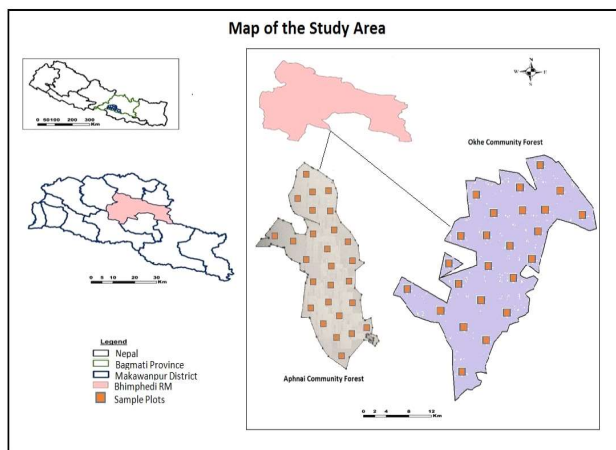 Map of the Study Area
N
W E
S
0 50100 200 300
Km
Okhe Community Forest
0 5 10 20 30
Km
Legend
Nepal
Bagmati Province
Makawanpur District
Bhimphedi RM
Sample Plots
Aphnai Community Forest
0 2 4 8 12
Km